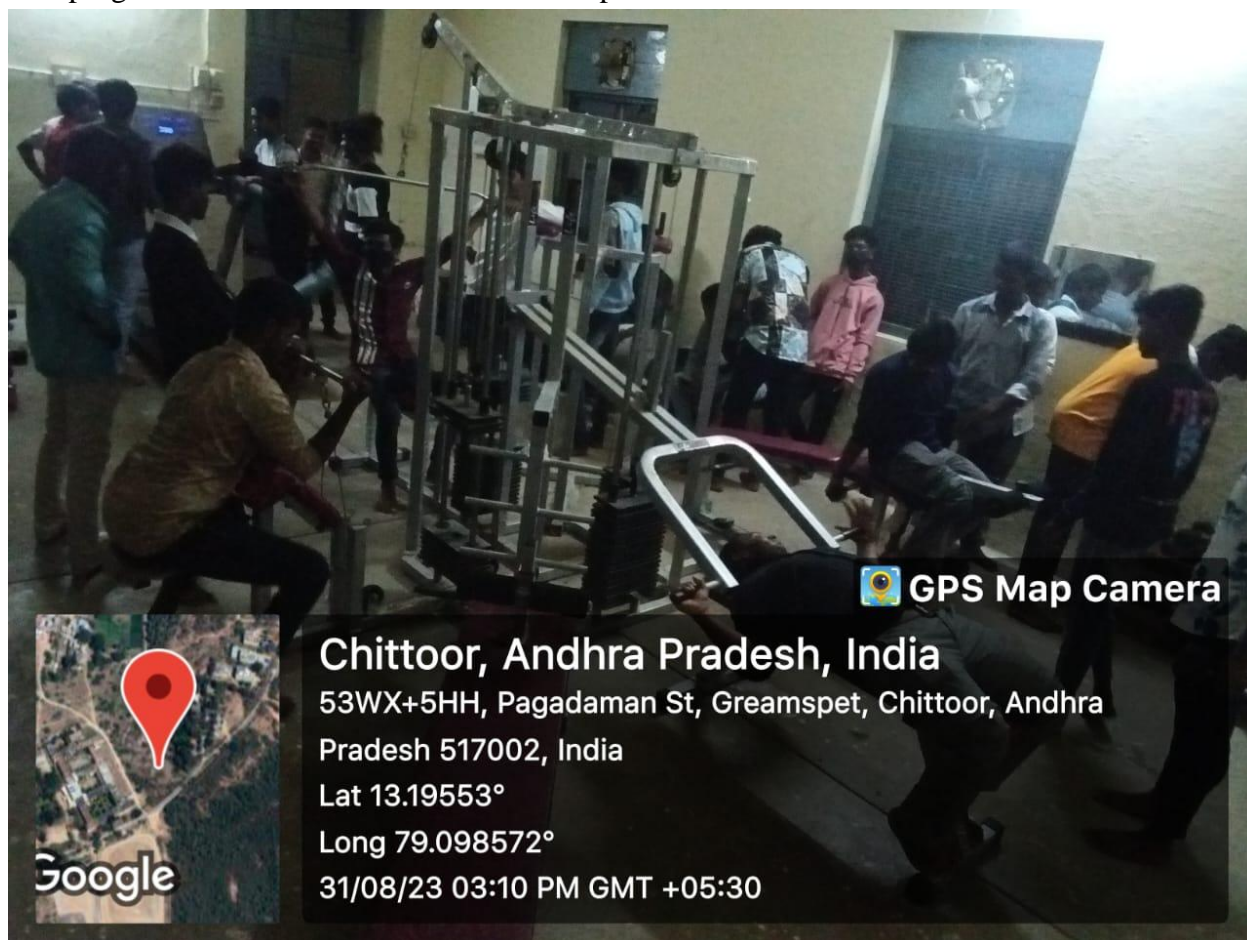 GPS Map Camera
Chittoor, Andhra Pradesh, India
53WX+5HH, Pagadaman St, Greamspet, Chittoor, Andhra
Pradesh 517002, India
Lat 13.19553°
Long 79.098572°
31/08/23 03:10 PM GMT +05:30
Google